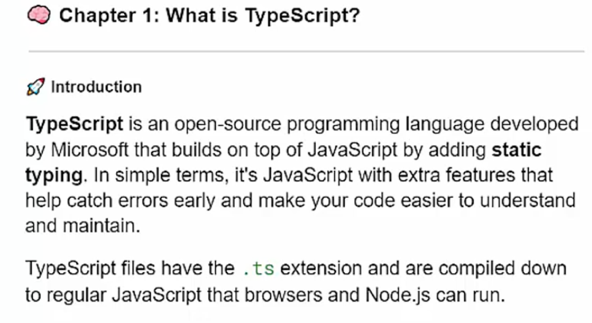 🧠 Chapter 1: What is TypeScript?
🚀 Introduction
TypeScript is an open-source programming language developed
by Microsoft that builds on top of JavaScript by adding static
typing. In simple terms, it's JavaScript with extra features that
help catch errors early and make your code easier to understand
and maintain.
TypeScript files have the .ts extension and are compiled down
to regular JavaScript that browsers and Node.js can run.